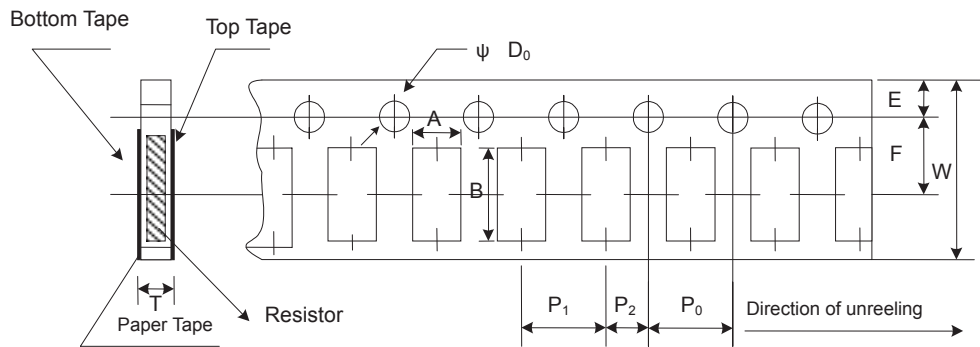 Bottom Tape
Top Tape
ψ D₀
E
A
F
W
B
T
Paper Tape
Resistor
P₁
P₂
P₀
Direction of unreeling